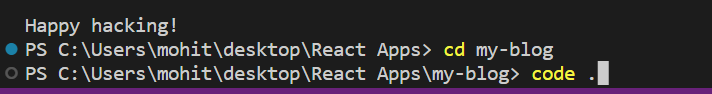 Happy hacking!
PS C:\Users\mohit\desktop\React Apps> cd my-blog
PS C:\Users\mohit\desktop\React Apps\my-blog> code .